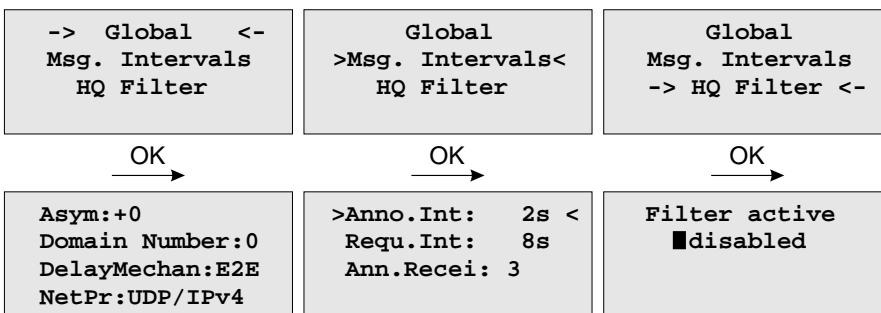 -> Global <-
Msg. Intervals
HQ Filter
Global
>Msg. Intervals<
HQ Filter
Global
Msg. Intervals
-> HQ Filter <-
OK
OK
OK
Asym:+0
Domain Number:0
DelayMechan:E2E
NetPr:UDP/IPv4
>Anno.Int: 2s <
Requ.Int: 8s
Ann.Recei: 3
Filter active
disabled